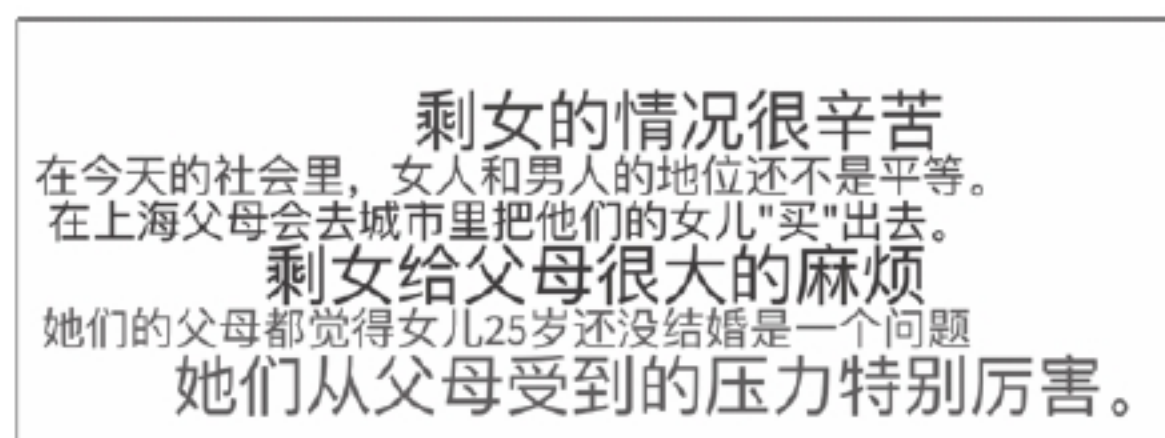 剩女的情况很辛苦
在今天的社会里，女人和男人的地位还不是平等。
在上海父母会去城市里把他们的女儿"买"出去。
剩女给父母很大的麻烦
她们的父母都觉得女儿25岁还没结婚是一个问题
她们从父母受到的压力特别厉害。